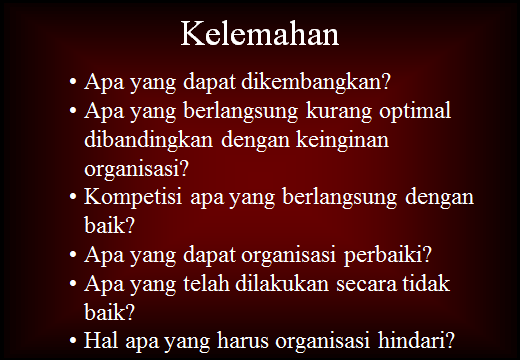 Kelemahan
• Apa yang dapat dikembangkan?
• Apa yang berlangsung kurang optimal
dibandingkan dengan keinginan
organisasi?
• Kompetisi apa yang berlangsung dengan
baik?
• Apa yang dapat organisasi perbaiki?
• Apa yang telah dilakukan secara tidak
baik?
• Hal apa yang harus organisasi hindari?